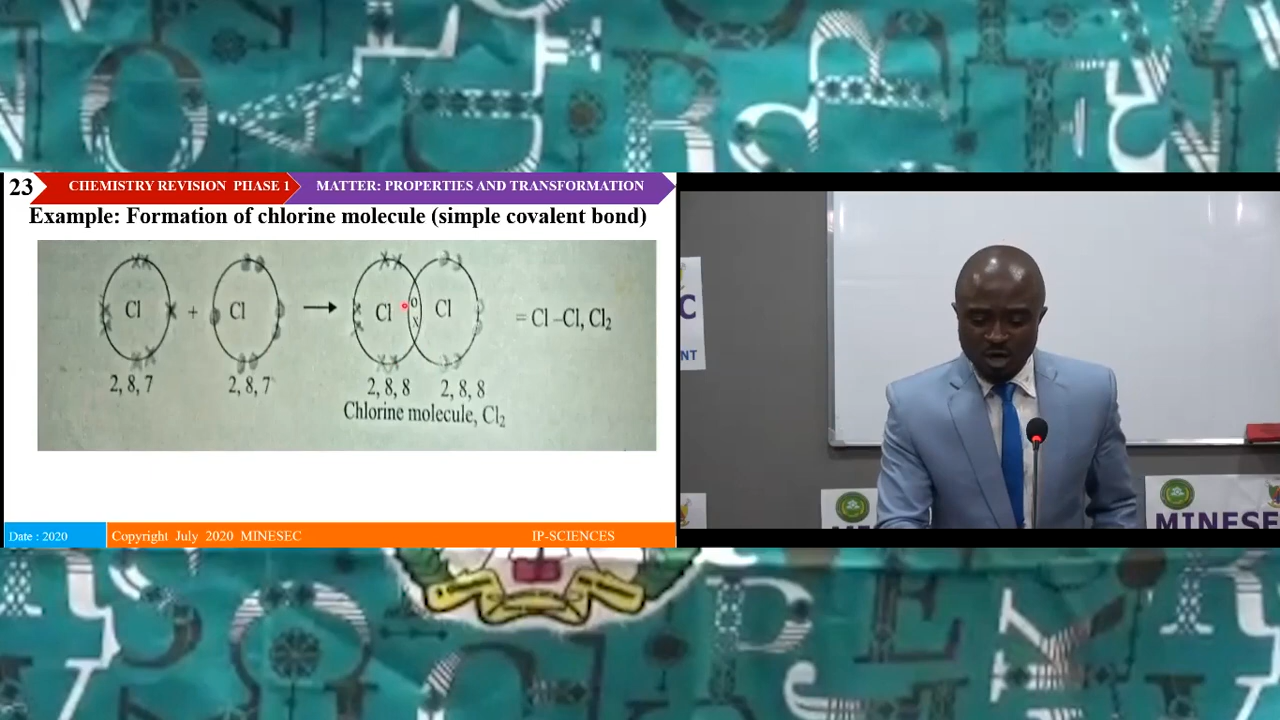 23 CHEMISTRY REVISION PHASE 1 MATTER: PROPERTIES AND TRANSFORMATION
Example: Formation of chlorine molecule (simple covalent bond)
Cl + Cl → Cl Cl = Cl –Cl, Cl₂
2, 8, 7 2, 8, 7 2, 8, 8 2, 8, 8
Chlorine molecule, Cl₂
Date : 2020 Copyright July 2020 MINESEC IP-SCIENCES
C
NT
MINESE